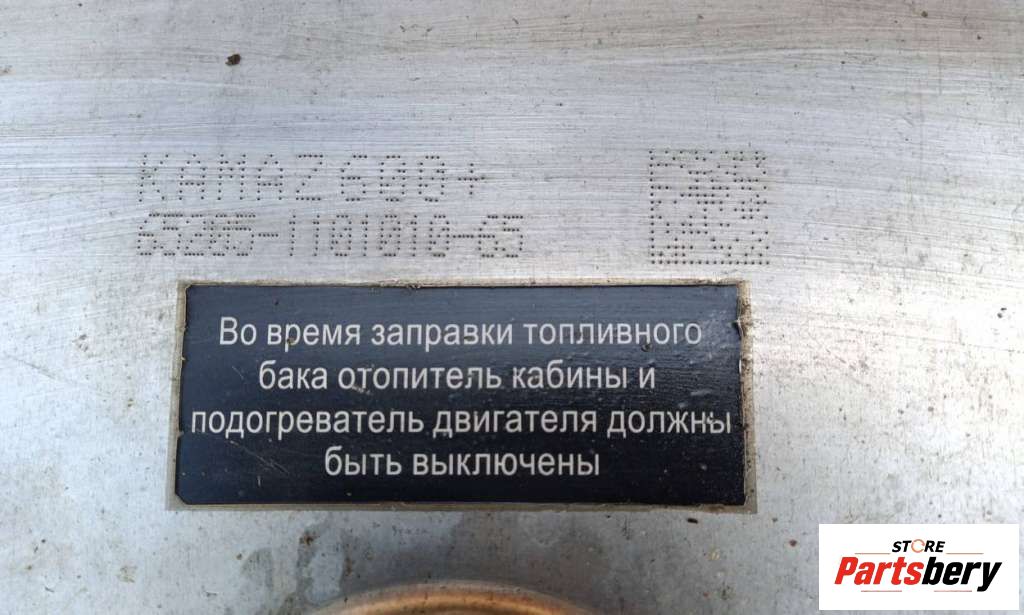 KAMAZ 600+
65205-1101010-65
Во время заправки топливного
бака отопитель кабины и
подогреватель двигателя должны
быть выключены
STORE
Partsbery